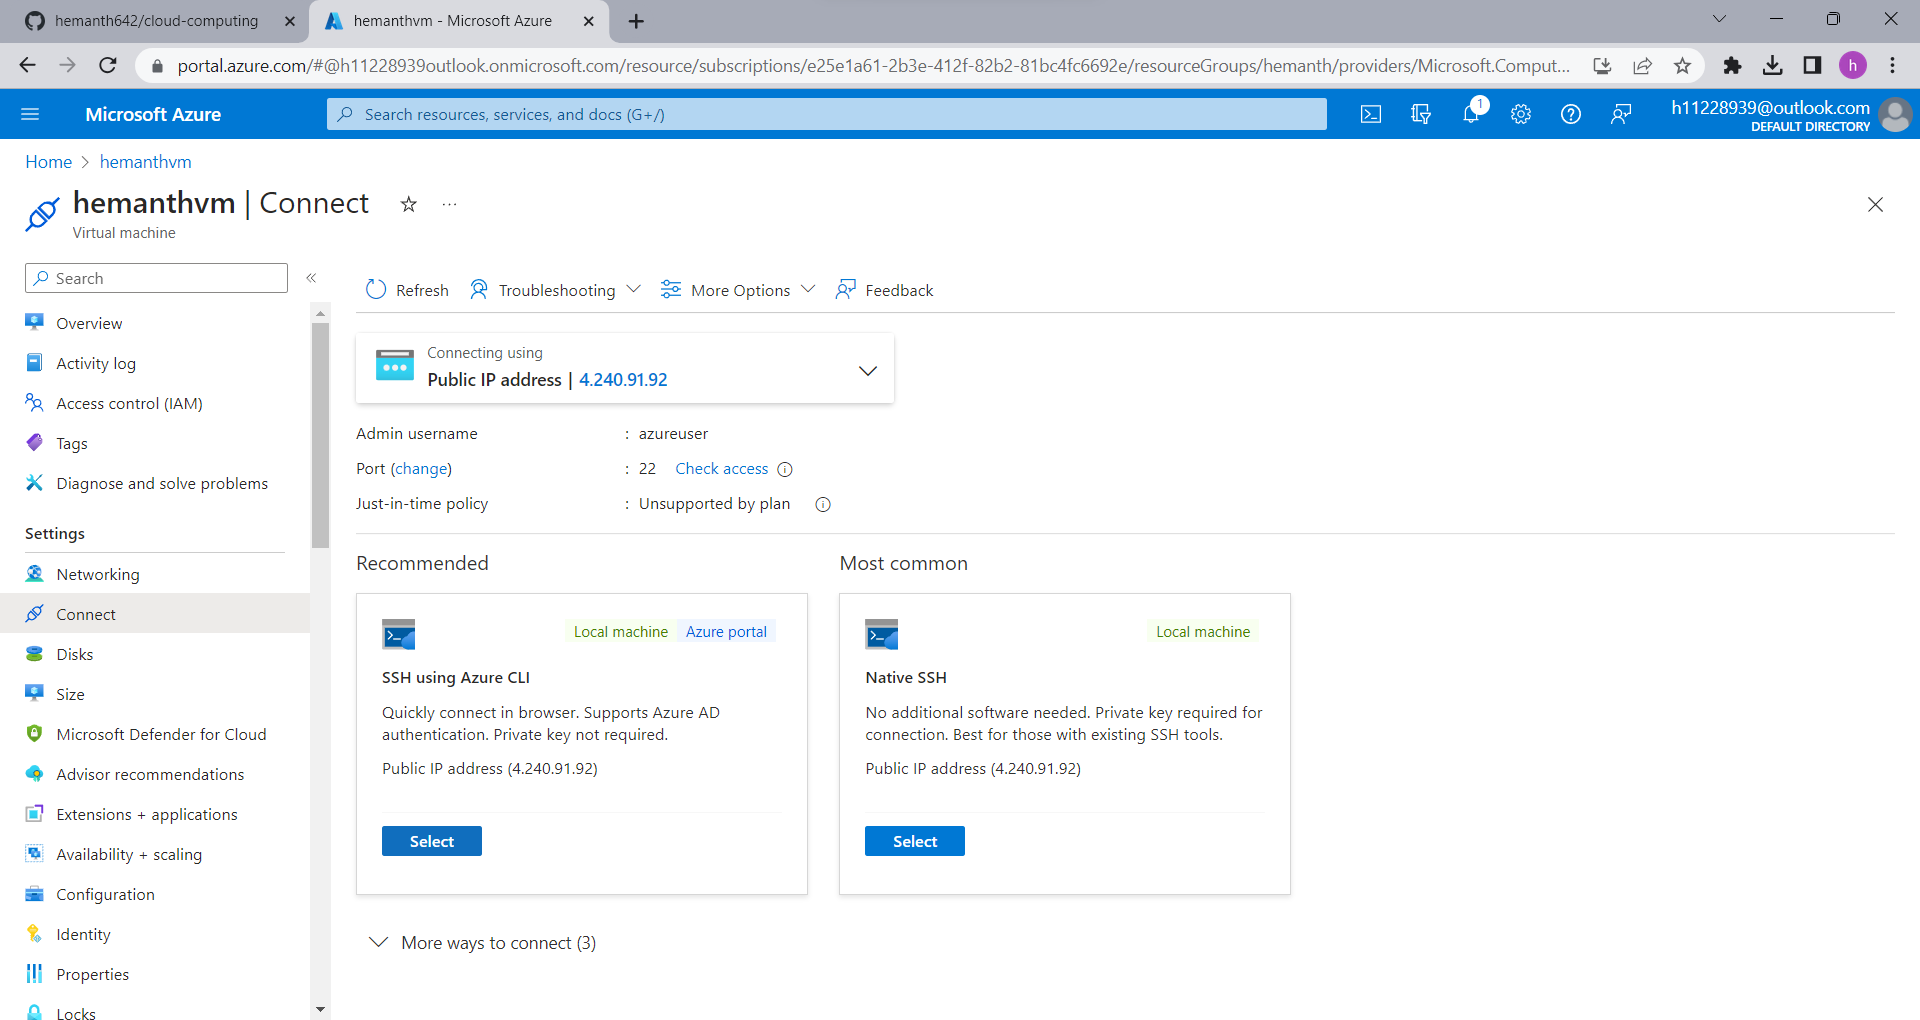 hemanth642/cloud-computing
hemanthvm - Microsoft Azure
portal.azure.com/#@h11228939outlook.onmicrosoft.com/resource/subscriptions/e25e1a61-2b3e-412f-82b2-81bc4fc6692e/resourceGroups/hemanth/providers/Microsoft.Comput...
h
Microsoft Azure
Search resources, services, and docs (G+/)
1
h11228939@outlook.com
DEFAULT DIRECTORY
Home > hemanthvm
hemanthvm | Connect
Virtual machine
Search
Overview
Activity log
Access control (IAM)
Tags
Diagnose and solve problems
Settings
Networking
Connect
Disks
Size
Microsoft Defender for Cloud
Advisor recommendations
Extensions + applications
Availability + scaling
Configuration
Identity
Properties
Locks
Refresh
Troubleshooting
More Options
Feedback
Connecting using
Public IP address | 4.240.91.92
Admin username : azureuser
Port (change) : 22 Check access
Just-in-time policy : Unsupported by plan
Recommended
Local machine Azure portal
SSH using Azure CLI
Quickly connect in browser. Supports Azure AD
authentication. Private key not required.
Public IP address (4.240.91.92)
Select
Most common
Local machine
Native SSH
No additional software needed. Private key required for
connection. Best for those with existing SSH tools.
Public IP address (4.240.91.92)
Select
More ways to connect (3)